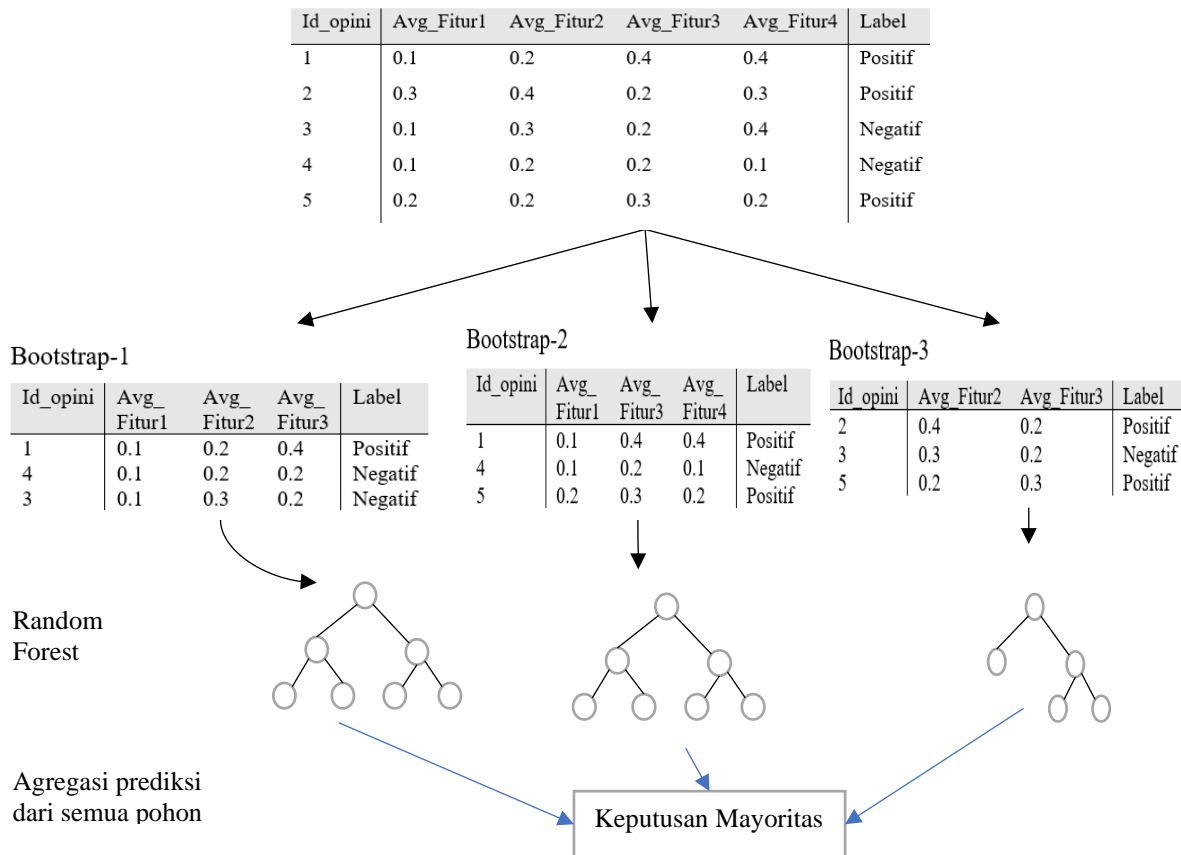 Id_opini Avg_Fitur1 Avg_Fitur2 Avg_Fitur3 Avg_Fitur4 Label
1 0.1 0.2 0.4 0.4 Positif
2 0.3 0.4 0.2 0.3 Positif
3 0.1 0.3 0.2 0.4 Negatif
4 0.1 0.2 0.2 0.1 Negatif
5 0.2 0.2 0.3 0.2 Positif
Bootstrap-1
Id_opini Avg_ Avg_ Avg_ Label
Fitur1 Fitur2 Fitur3
1 0.1 0.2 0.4 Positif
4 0.1 0.2 0.2 Negatif
3 0.1 0.3 0.2 Negatif
Bootstrap-2
Id_opini Avg_ Avg_ Avg_ Label
Fitur1 Fitur3 Fitur4
1 0.1 0.4 0.4 Positif
4 0.1 0.2 0.1 Negatif
5 0.2 0.3 0.2 Positif
Bootstrap-3
Id_opini Avg_Fitur2 Avg_Fitur3 Label
2 0.4 0.2 Positif
3 0.3 0.2 Negatif
5 0.2 0.3 Positif
Random
Forest
Agregasi prediksi
dari semua pohon
Keputusan Mayoritas